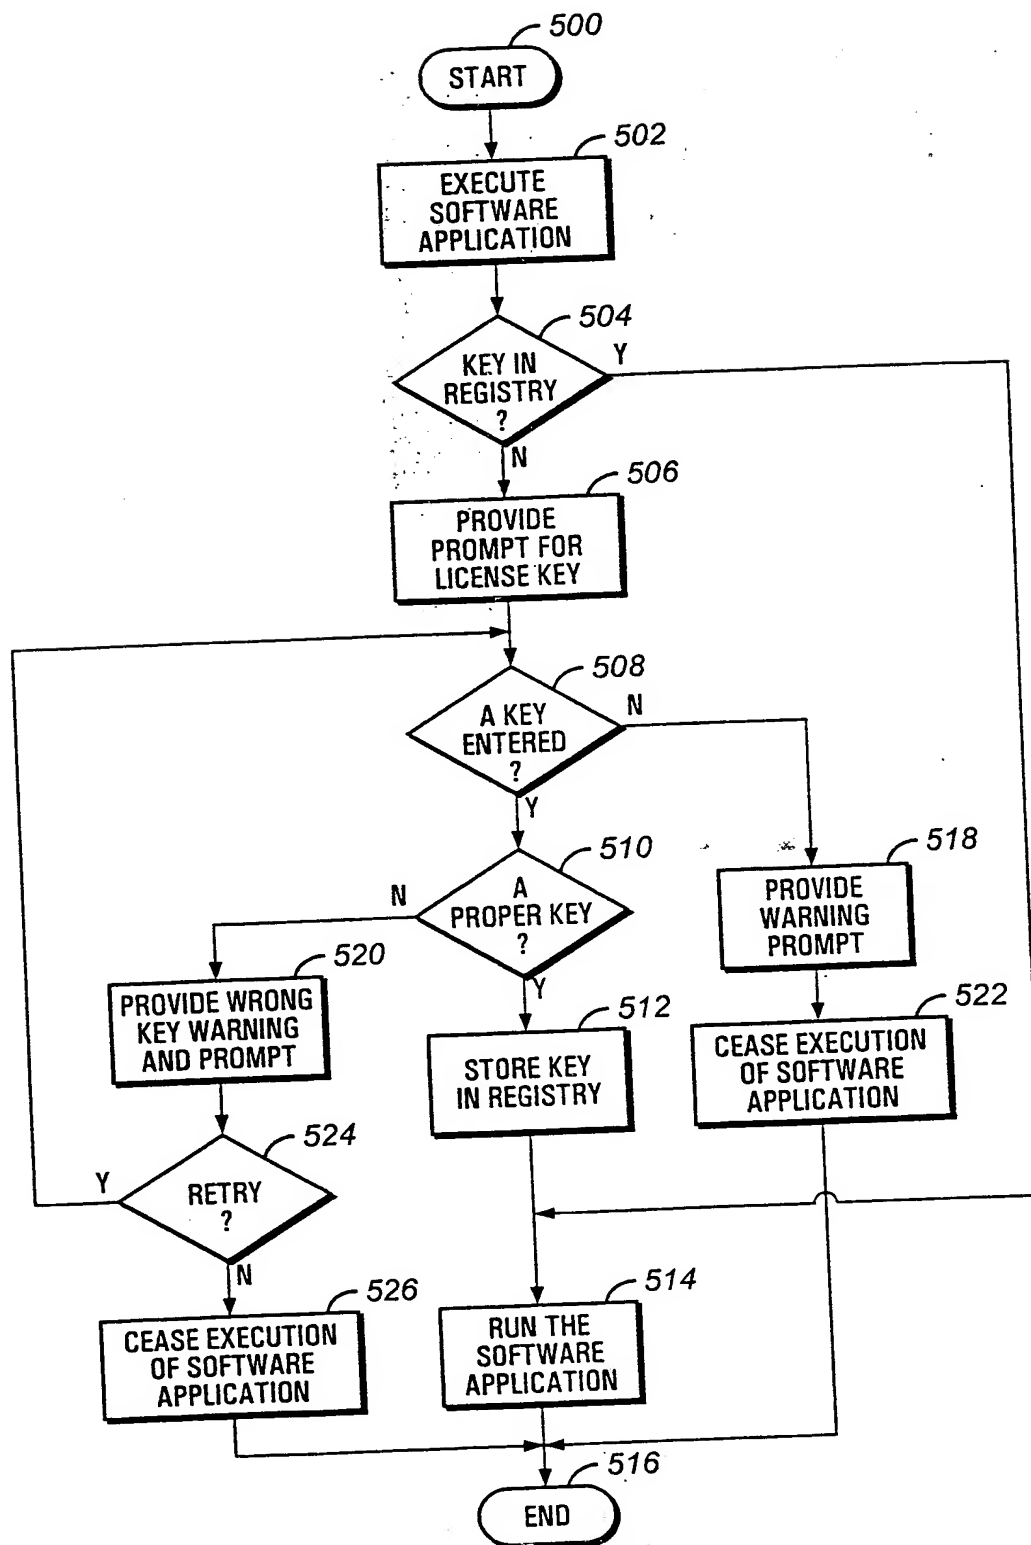 500
START
502
EXECUTE
SOFTWARE
APPLICATION
504
KEY IN
REGISTRY
?
Y
N
506
PROVIDE
PROMPT FOR
LICENSE KEY
508
A KEY
ENTERED
?
N
Y
510
A
PROPER KEY
?
N
Y
518
PROVIDE
WARNING
PROMPT
520
PROVIDE WRONG
KEY WARNING
AND PROMPT
512
STORE KEY
IN REGISTRY
522
CEASE EXECUTION
OF SOFTWARE
APPLICATION
524
RETRY
?
Y
N
526
CEASE EXECUTION
OF SOFTWARE
APPLICATION
514
RUN THE
SOFTWARE
APPLICATION
516
END